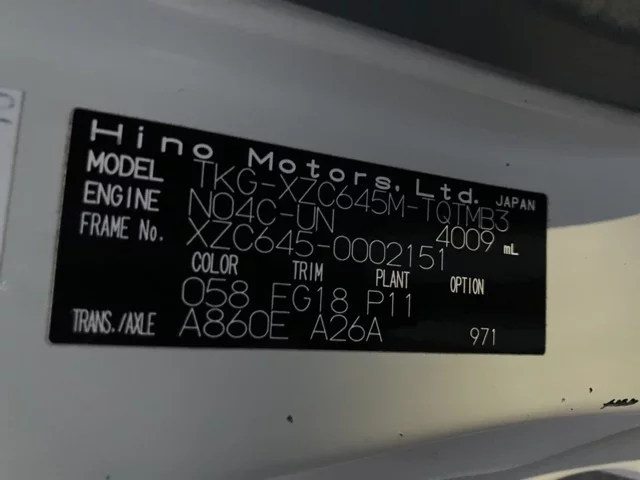 Hino Motors, Ltd. JAPAN
MODEL TKG-XZC645M-TQTMB3
ENGINE N04C-UN 4009 mL
FRAME No. XZC645-0002151
COLOR TRIM PLANT OPTION
058 FG18 P11
TRANS./AXLE A860E A26A 971